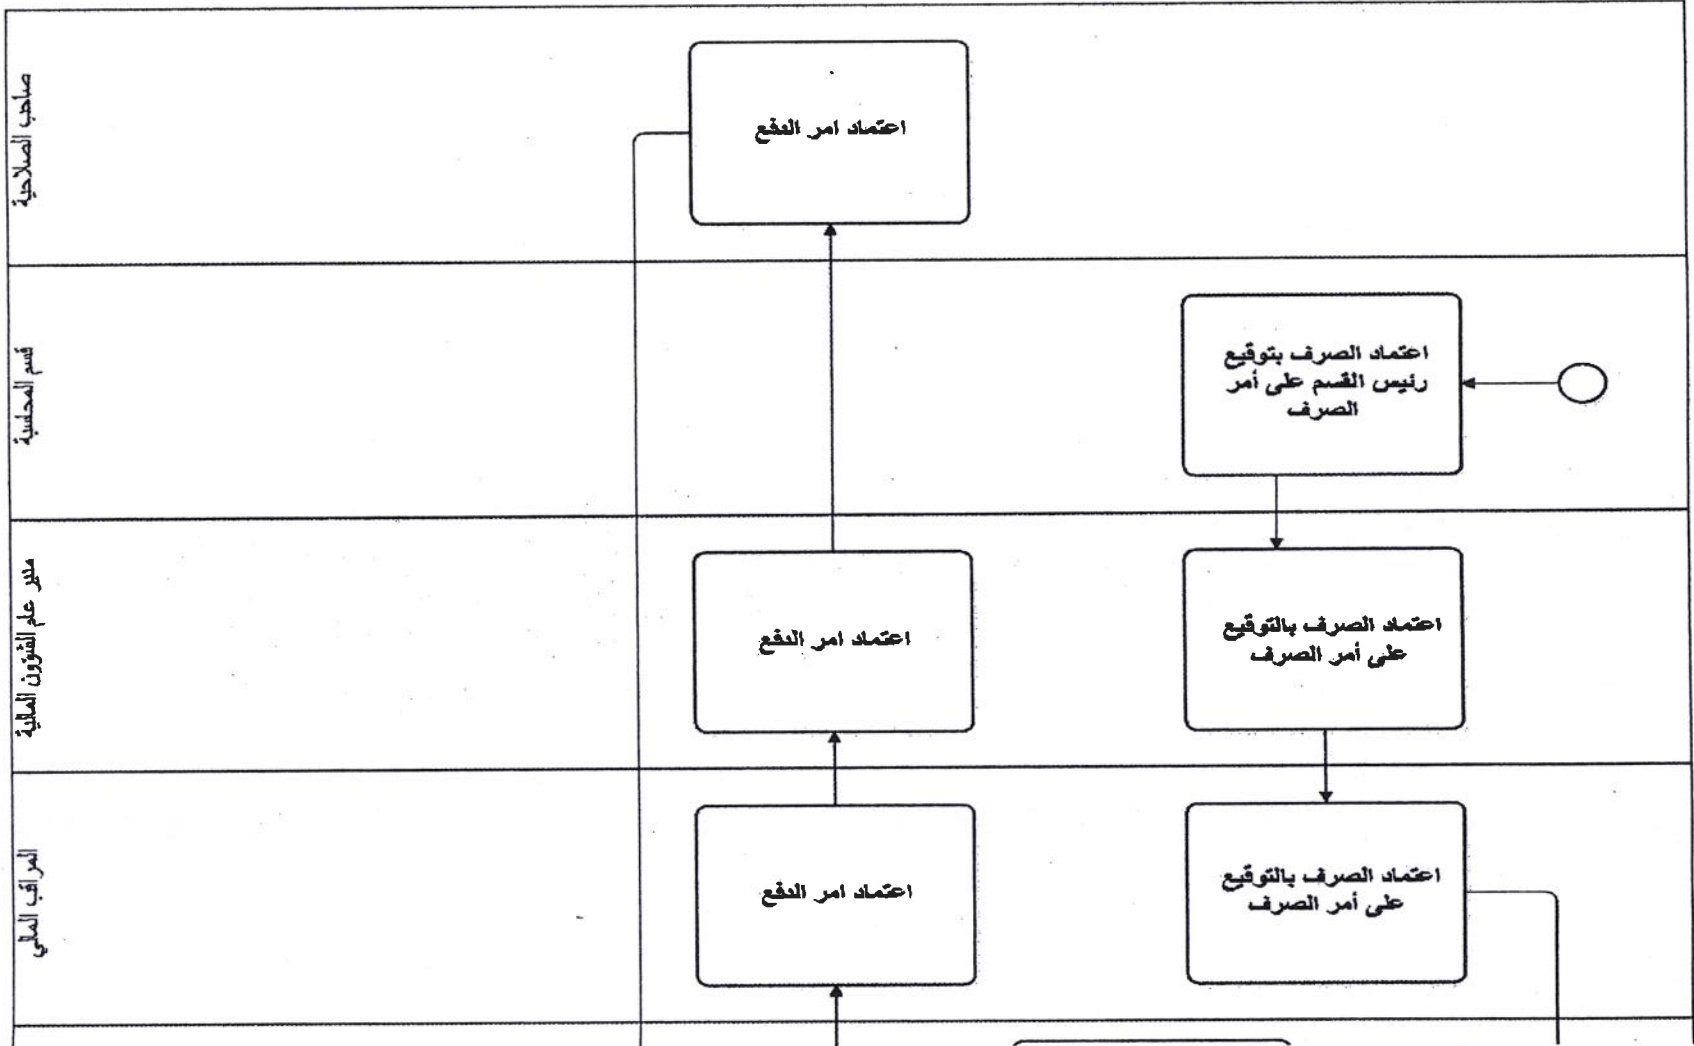 صاحب الصلاحية
اعتماد امر الدفع
قسم المحاسبة
اعتماد الصرف بتوقيع
رئيس القسم على أمر
الصرف
مدير عام الشؤون المالية
اعتماد امر الدفع
اعتماد الصرف بالتوقيع
على أمر الصرف
المراقب المالي
اعتماد امر الدفع
اعتماد الصرف بالتوقيع
على أمر الصرف